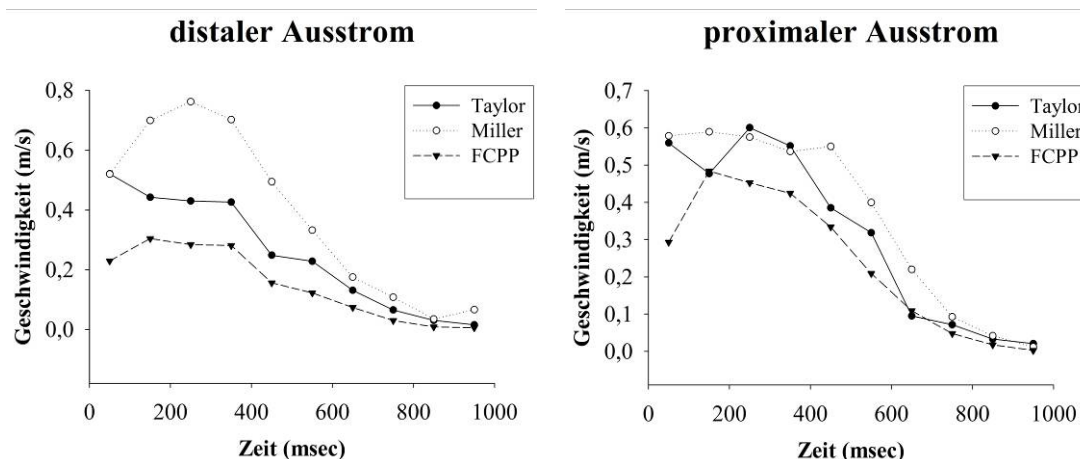 distaler Ausstrom
0,8
0,6
0,4
0,2
0,0
Geschwindigkeit (m/s)
Taylor
Miller
FCPP
0 200 400 600 800 1000
Zeit (msec)
proximaler Ausstrom
0,7
0,6
0,5
0,4
0,3
0,2
0,1
0,0
Geschwindigkeit (m/s)
Taylor
Miller
FCPP
0 200 400 600 800 1000
Zeit (msec)